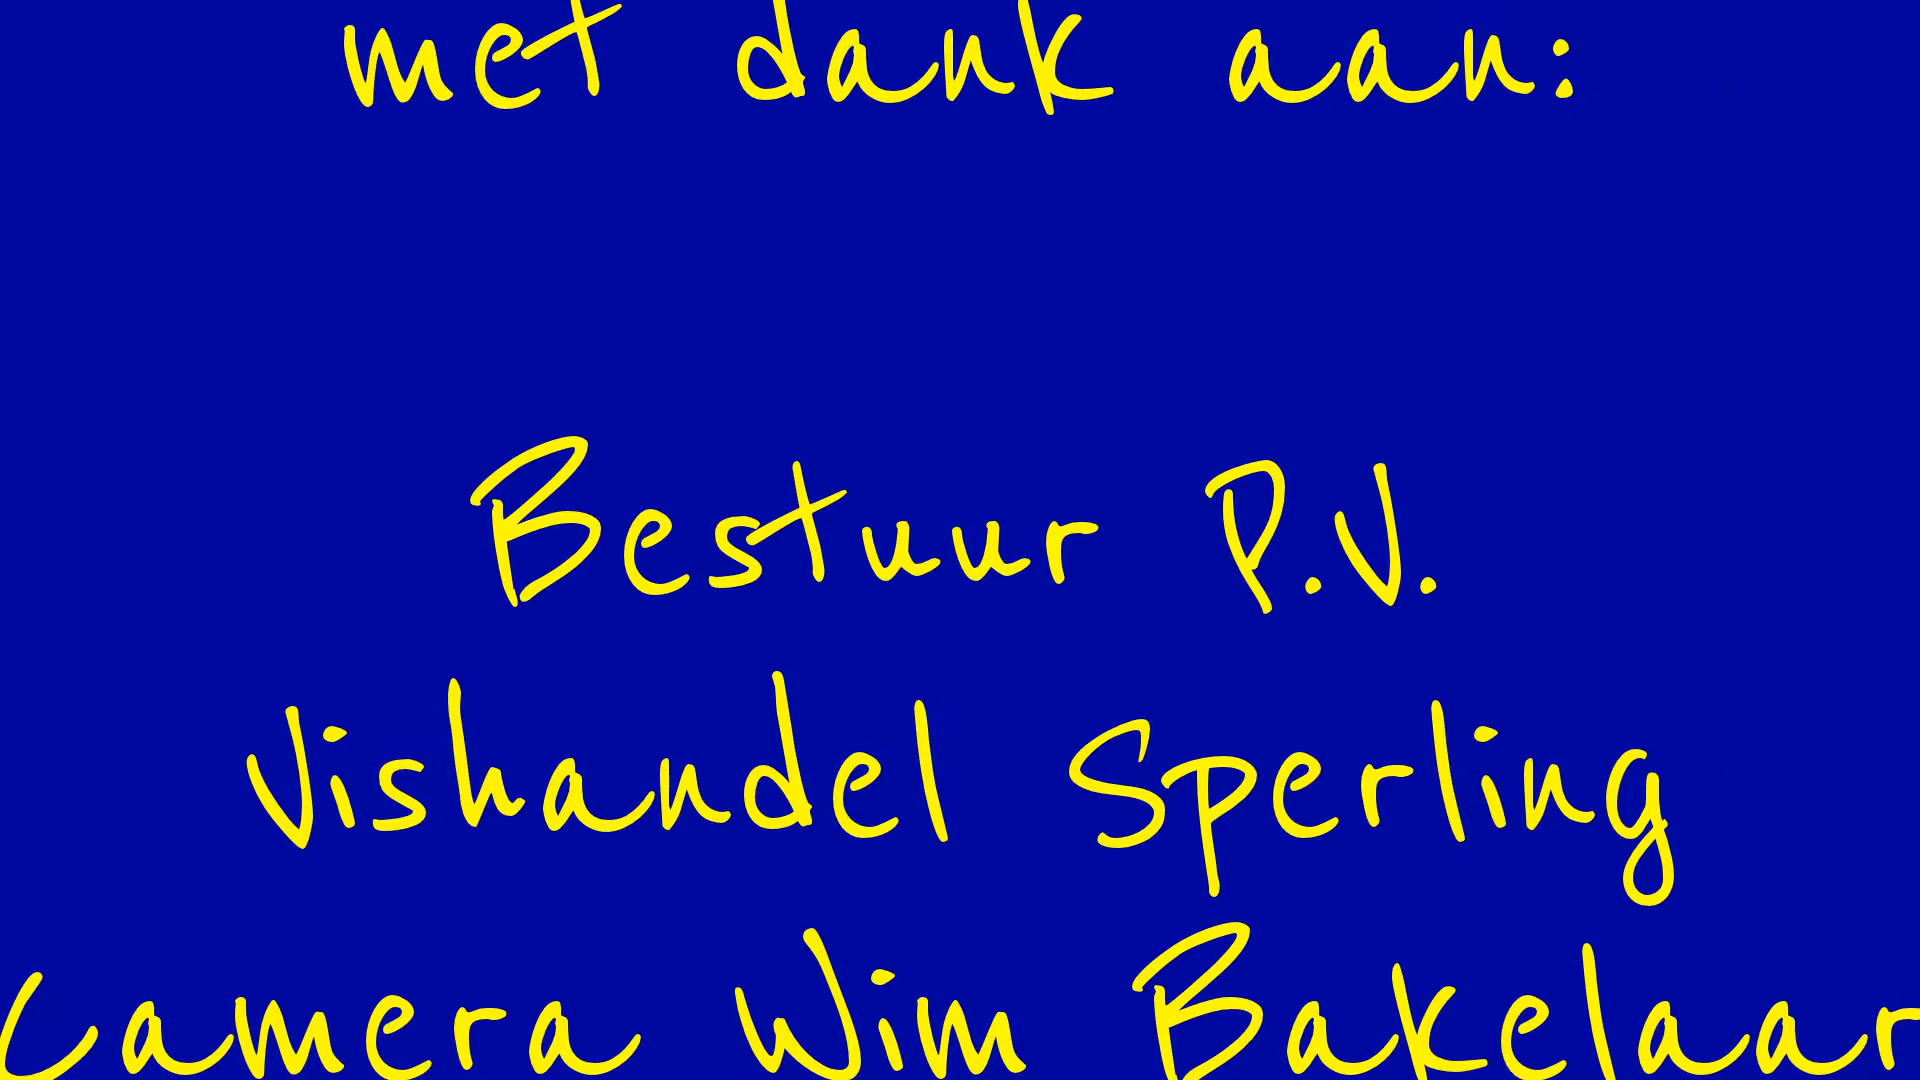 met dank aan:
Bestuur P.V.
Vishandel Sperling
Camera Wim Bakelaar